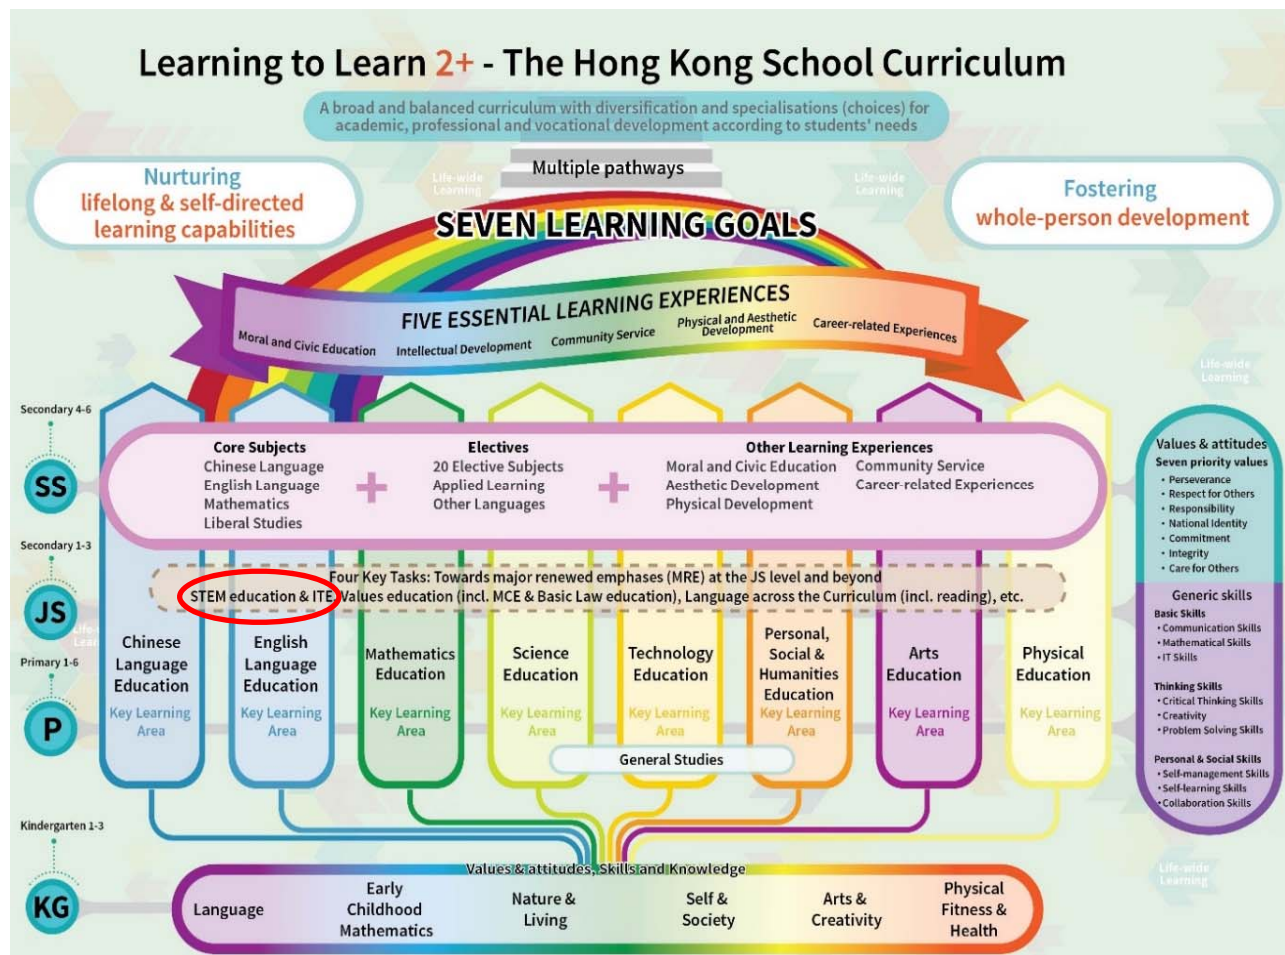 Learning to Learn 2+ - The Hong Kong School Curriculum
A broad and balanced curriculum with diversification and specialisations (choices) for
academic, professional and vocational development according to students' needs
Multiple pathways
Nurturing
lifelong & self-directed
learning capabilities
Life-wide
Learning
Life-wide
Learning
Fostering
whole-person development
SEVEN LEARNING GOALS
FIVE ESSENTIAL LEARNING EXPERIENCES
Moral and Civic Education
Intellectual Development
Community Service
Physical and Aesthetic
Development
Career-related Experiences
Life-wide
Learning
Secondary 4-6
SS
Core Subjects
Chinese Language
English Language
Mathematics
Liberal Studies
+
Electives
20 Elective Subjects
Applied Learning
Other Languages
+
Other Learning Experiences
Moral and Civic Education
Aesthetic Development
Physical Development
Community Service
Career-related Experiences
Secondary 1-3
JS
Four Key Tasks: Towards major renewed emphases (MRE) at the JS level and beyond
STEM education & ITE, Values education (incl. MCE & Basic Law education), Language across the Curriculum (incl. reading), etc.
Primary 1-6
P
Chinese
Language
Education
Key Learning
Area
English
Language
Education
Key Learning
Area
Mathematics
Education
Key Learning
Area
Science
Education
Key Learning
Area
Technology
Education
Key Learning
Area
Personal,
Social &
Humanities
Education
Key Learning
Area
Arts
Education
Key Learning
Area
Physical
Education
Key Learning
Area
General Studies
Values & attitudes
Seven priority values
• Perseverance
• Respect for Others
• Responsibility
• National Identity
• Commitment
• Integrity
• Care for Others
Generic skills
Basic Skills
• Communication Skills
• Mathematical Skills
• IT Skills
Thinking Skills
• Critical Thinking Skills
• Creativity
• Problem Solving Skills
Personal & Social Skills
• Self-management Skills
• Self-learning Skills
• Collaboration Skills
Kindergarten 1-3
KG
Values & attitudes, Skills and Knowledge
Language
Early
Childhood
Mathematics
Nature &
Living
Self &
Society
Arts &
Creativity
Physical
Fitness &
Health
Life-wide
Learning